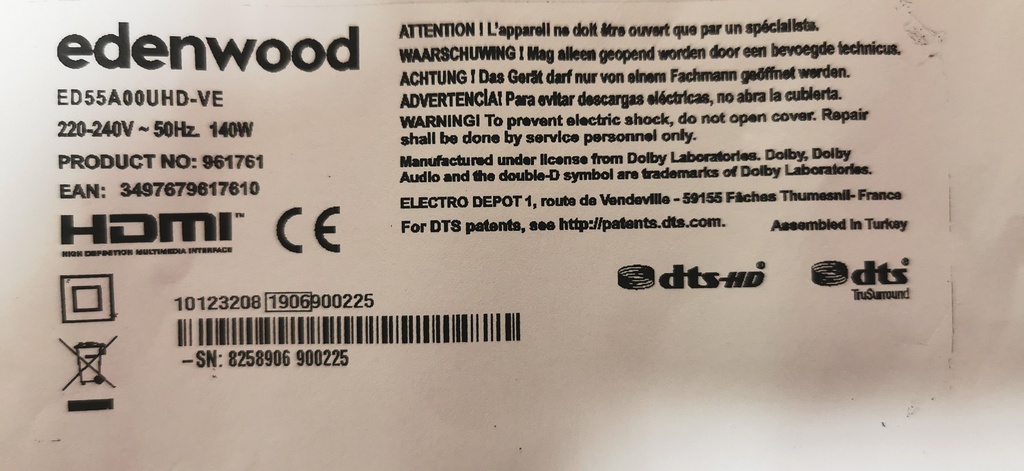 edenwood
ED55A00UHD-VE
220-240V ~ 50Hz. 140W
PRODUCT NO: 961761
EAN: 3497679617610
HDMI™
HIGH DEFINITION MULTIMEDIA INTERFACE
CE
ATTENTION ! L'appareil ne doit être ouvert que par un spécialiste.
WAARSCHUWING ! Mag alleen geopend worden door een bevoegde technicus.
ACHTUNG ! Das Gerät darf nur von einem Fachmann geöffnet werden.
ADVERTENCIA! Para evitar descargas eléctricas, no abra la cubierta.
WARNING! To prevent electric shock, do not open cover. Repair
shall be done by service personnel only.
Manufactured under license from Dolby Laboratories. Dolby, Dolby
Audio and the double-D symbol are trademarks of Dolby Laboratories.
ELECTRO DEPOT 1, route de Vendeville - 59155 Fâches Thumesnil- France
For DTS patents, see http://patents.dts.com. Assembled in Turkey
dts-HD®
dts®
TruSurround
10123208 1906900225
-SN: 8258906 900225